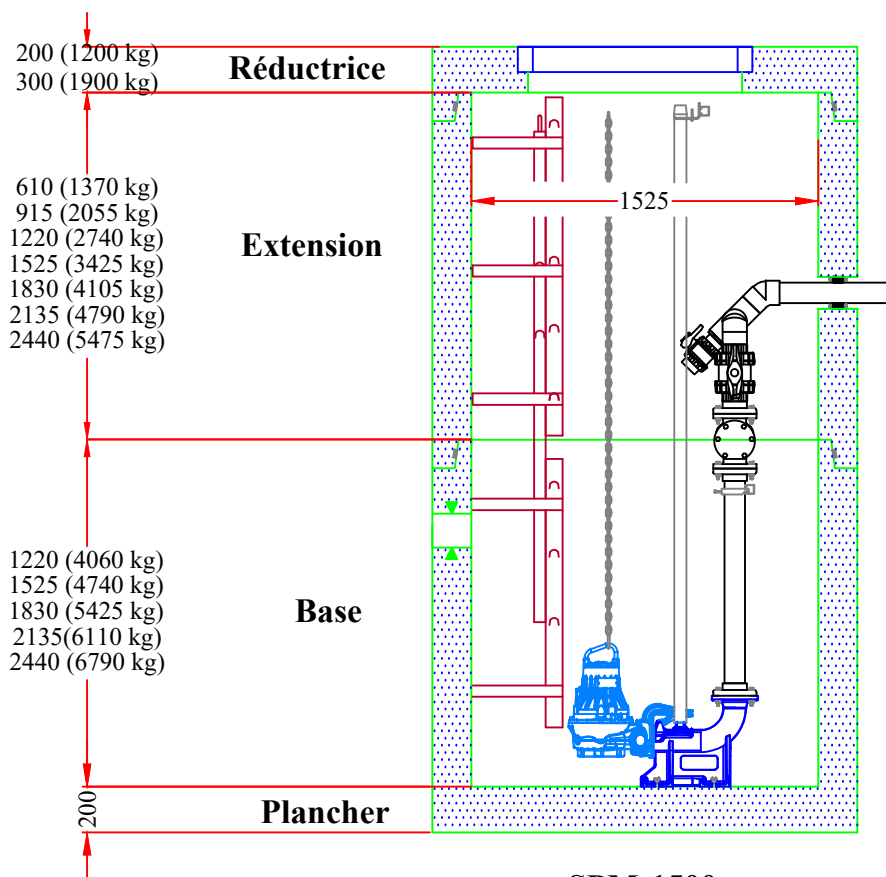 200 (1200 kg)
300 (1900 kg)
Réductrice
610 (1370 kg)
915 (2055 kg)
1220 (2740 kg)
1525 (3425 kg)
1830 (4105 kg)
2135 (4790 kg)
2440 (5475 kg)
Extension
1525
1220 (4060 kg)
1525 (4740 kg)
1830 (5425 kg)
2135(6110 kg)
2440 (6790 kg)
Base
200
Plancher